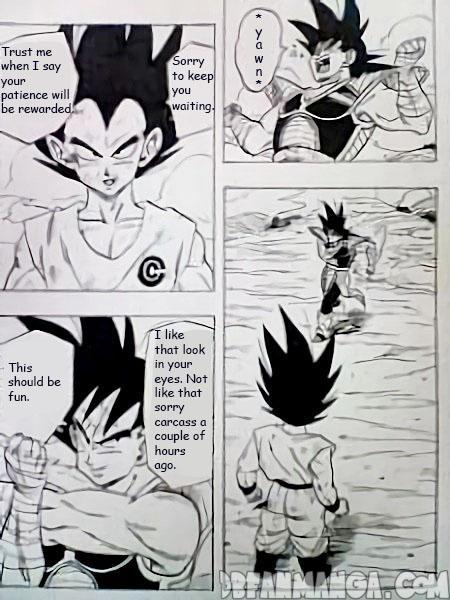 *
y
a
w
n
*
Sorry
to keep
you
waiting.
Trust me
when I say
your
patience will
be rewarded.
I like
that look
in your
eyes. Not
like that
sorry
carcass a
couple of
hours
ago.
This
should be
fun.
DBFANMANGA.COM